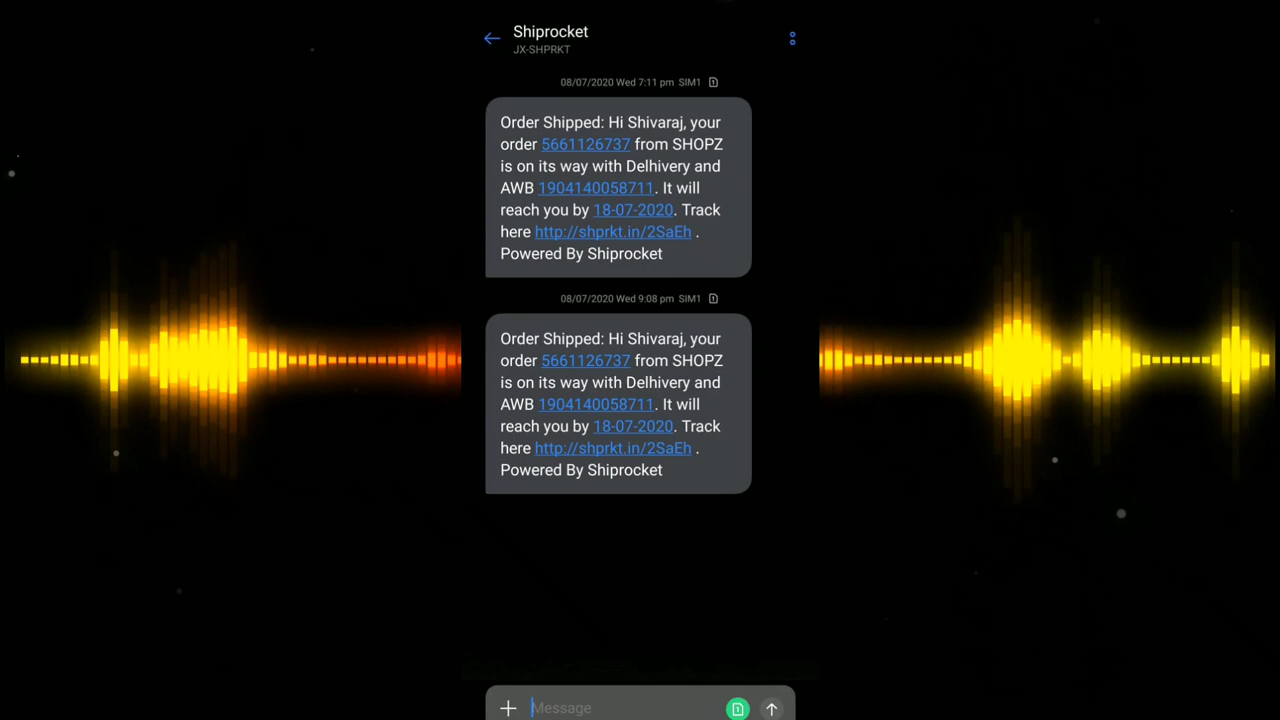 Shiprocket
JX-SHPRKT
08/07/2020 Wed 7:11 pm SIM1
Order Shipped: Hi Shivaraj, your
order 5661126737 from SHOPZ
is on its way with Delhivery and
AWB 1904140058711. It will
reach you by 18-07-2020. Track
here http://shprkt.in/2SaEh .
Powered By Shiprocket
08/07/2020 Wed 9:08 pm SIM1
Order Shipped: Hi Shivaraj, your
order 5661126737 from SHOPZ
is on its way with Delhivery and
AWB 1904140058711. It will
reach you by 18-07-2020. Track
here http://shprkt.in/2SaEh .
Powered By Shiprocket
Message